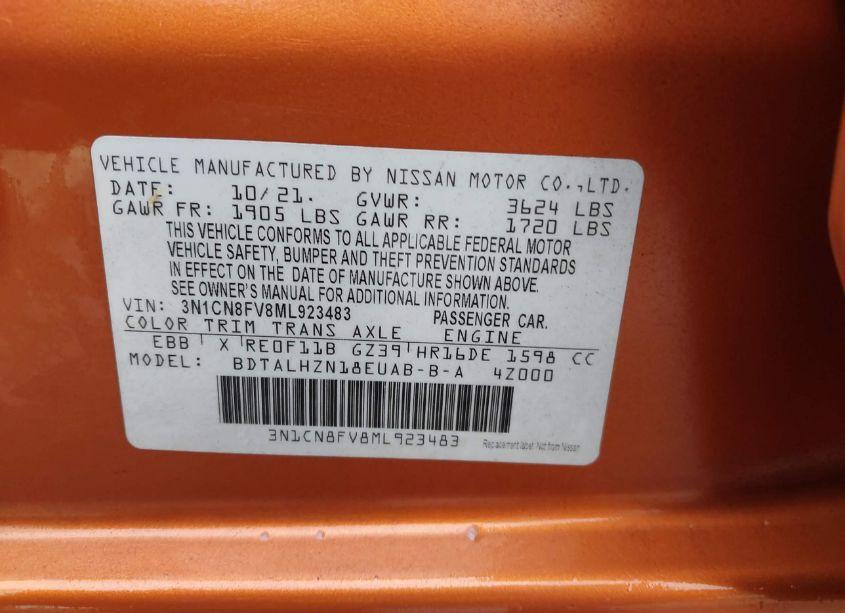 VEHICLE MANUFACTURED BY NISSAN MOTOR CO.,LTD.
DATE: 10/21. GVWR: 3624 LBS
GAWR FR: 1905 LBS GAWR RR: 1720 LBS
THIS VEHICLE CONFORMS TO ALL APPLICABLE FEDERAL MOTOR
VEHICLE SAFETY, BUMPER AND THEFT PREVENTION STANDARDS
IN EFFECT ON THE DATE OF MANUFACTURE SHOWN ABOVE.
SEE OWNER'S MANUAL FOR ADDITIONAL INFORMATION.
VIN: 3N1CN8FV8ML923483 PASSENGER CAR.
COLOR TRIM TRANS AXLE ENGINE
EBB X RE0F11B GZ39 HR16DE 1598 CC
MODEL: BDTALHZN18EUAB-B-A 4Z000
3N1CN8FV8ML923483
Replacement label. Not from Nissan